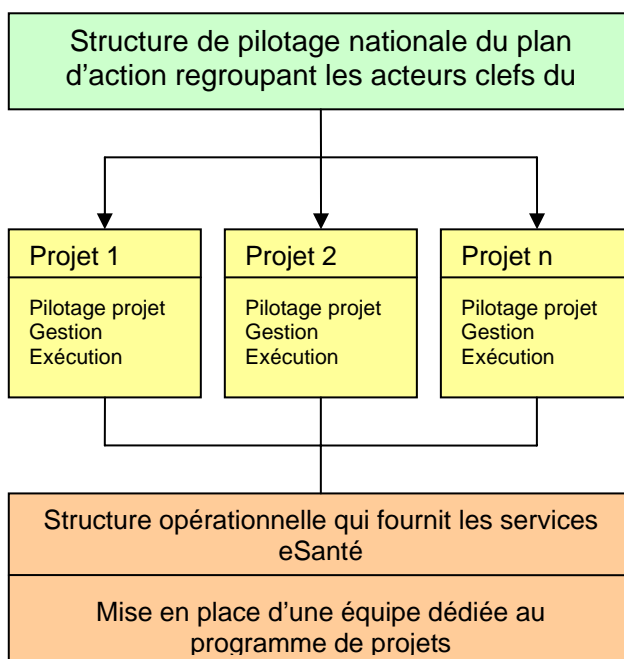 Structure de pilotage nationale du plan
d’action regroupant les acteurs clefs du
Projet 1
Pilotage projet
Gestion
Exécution
Projet 2
Pilotage projet
Gestion
Exécution
Projet n
Pilotage projet
Gestion
Exécution
Structure opérationnelle qui fournit les services
eSanté
Mise en place d’une équipe dédiée au
programme de projets